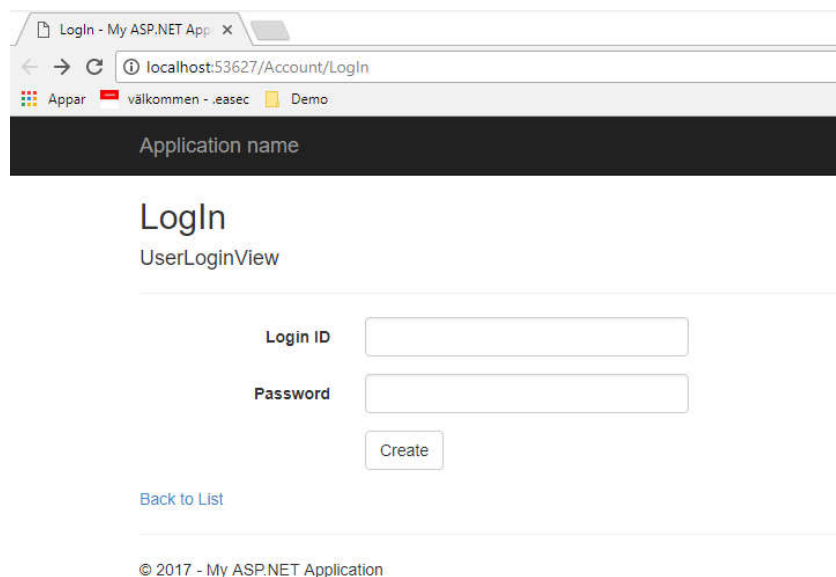 LogIn - My ASP.NET App
localhost:53627/Account/LogIn
Appar välkommen - .easec Demo
Application name
LogIn
UserLoginView
Login ID
Password
Create
Back to List
© 2017 - My ASP.NET Application